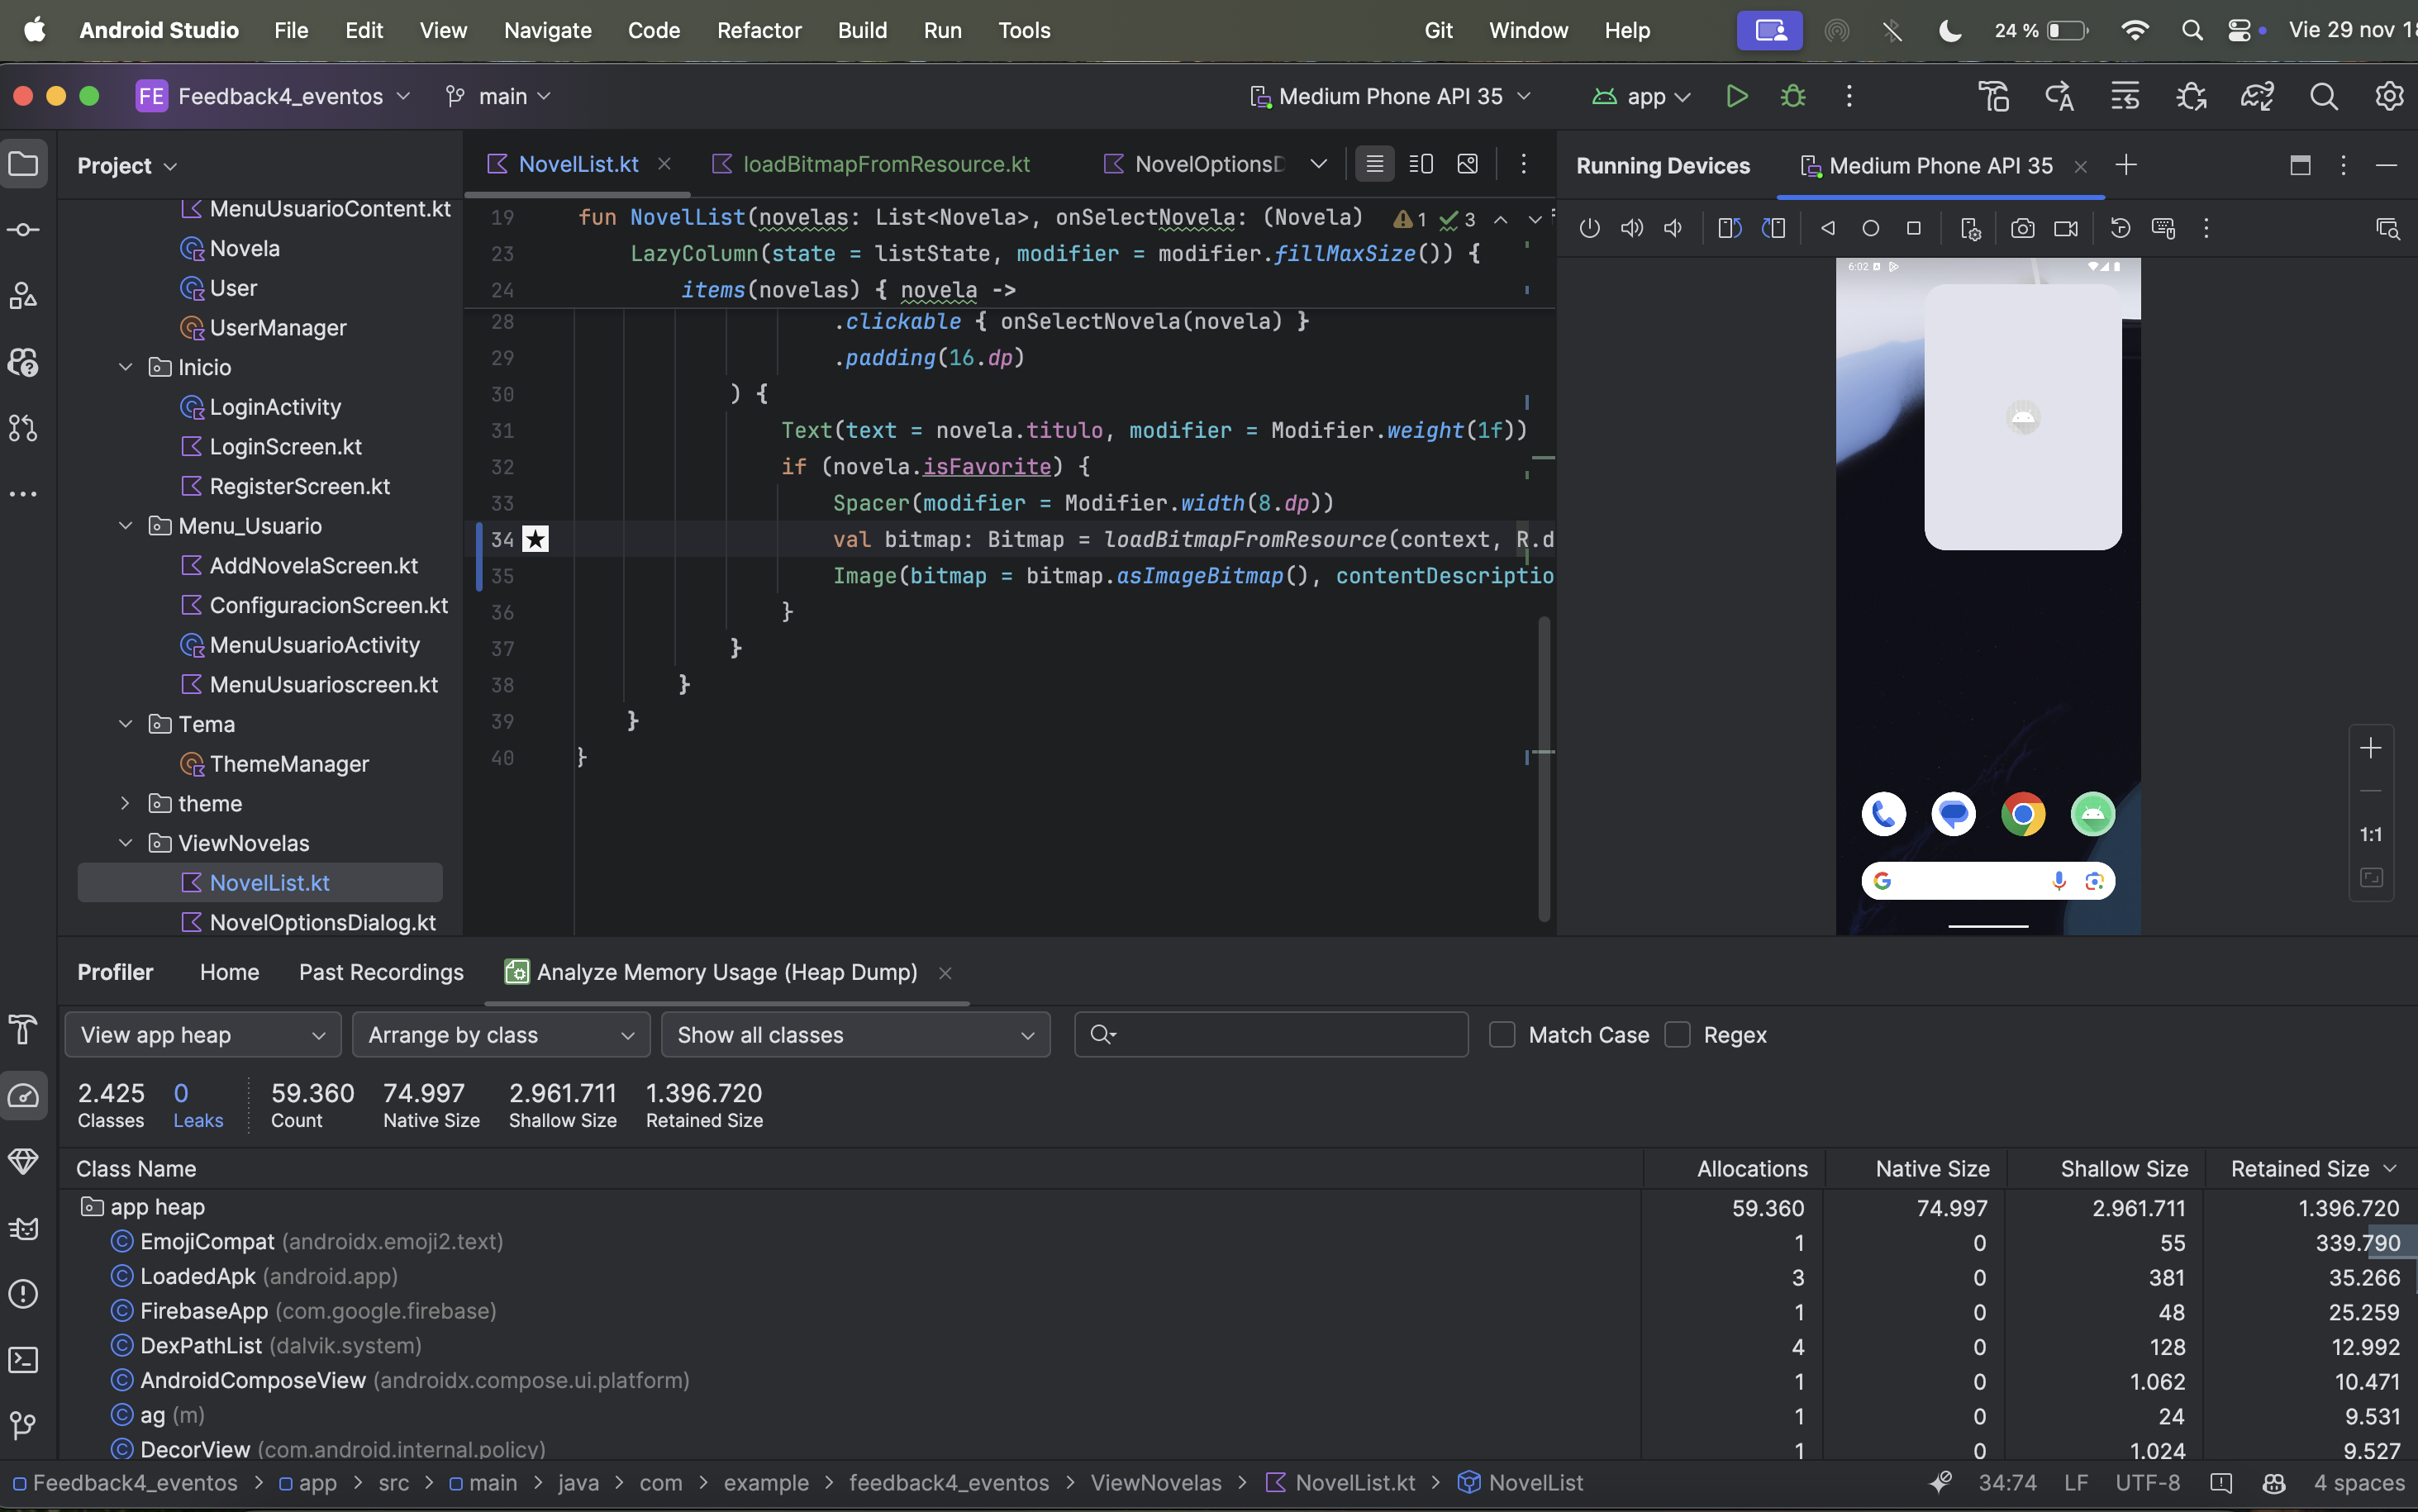 Android Studio File Edit View Navigate Code Refactor Build Run Tools Git Window Help 24 % Vie 29 nov 18
FE Feedback4_eventos main Medium Phone API 35 app
Project NovelList.kt loadBitmapFromResource.kt NovelOptionsD Running Devices Medium Phone API 35
MenuUsuarioContent.kt
Novela
User
UserManager
Inicio
LoginActivity
LoginScreen.kt
RegisterScreen.kt
Menu_Usuario
AddNovelaScreen.kt
ConfiguracionScreen.kt
MenuUsuarioActivity
MenuUsuarioscreen.kt
Tema
ThemeManager
theme
ViewNovelas
NovelList.kt
NovelOptionsDialog.kt
19 fun NovelList(novelas: List<Novela>, onSelectNovela: (Novela) 1 3
23 LazyColumn(state = listState, modifier = modifier.fillMaxSize()) {
24 items(novelas) { novela ->
28 .clickable { onSelectNovela(novela) }
29 .padding(16.dp)
30 ) {
31 Text(text = novela.titulo, modifier = Modifier.weight(1f))
32 if (novela.isFavorite) {
33 Spacer(modifier = Modifier.width(8.dp))
34 val bitmap: Bitmap = loadBitmapFromResource(context, R.d
35 Image(bitmap = bitmap.asImageBitmap(), contentDescriptio
36 }
37 }
38 }
39 }
40 }
6:02
1:1
Profiler Home Past Recordings Analyze Memory Usage (Heap Dump)
View app heap Arrange by class Show all classes Match Case Regex
2.425 0 59.360 74.997 2.961.711 1.396.720
Classes Leaks Count Native Size Shallow Size Retained Size
Class Name Allocations Native Size Shallow Size Retained Size
app heap 59.360 74.997 2.961.711 1.396.720
EmojiCompat (androidx.emoji2.text) 1 0 55 339.790
LoadedApk (android.app) 3 0 381 35.266
FirebaseApp (com.google.firebase) 1 0 48 25.259
DexPathList (dalvik.system) 4 0 128 12.992
AndroidComposeView (androidx.compose.ui.platform) 1 0 1.062 10.471
ag (m) 1 0 24 9.531
DecorView (com.android.internal.policy) 1 0 1.024 9.527
Feedback4_eventos > app > src > main > java > com > example > feedback4_eventos > ViewNovelas > NovelList.kt > NovelList 34:74 LF UTF-8 4 spaces